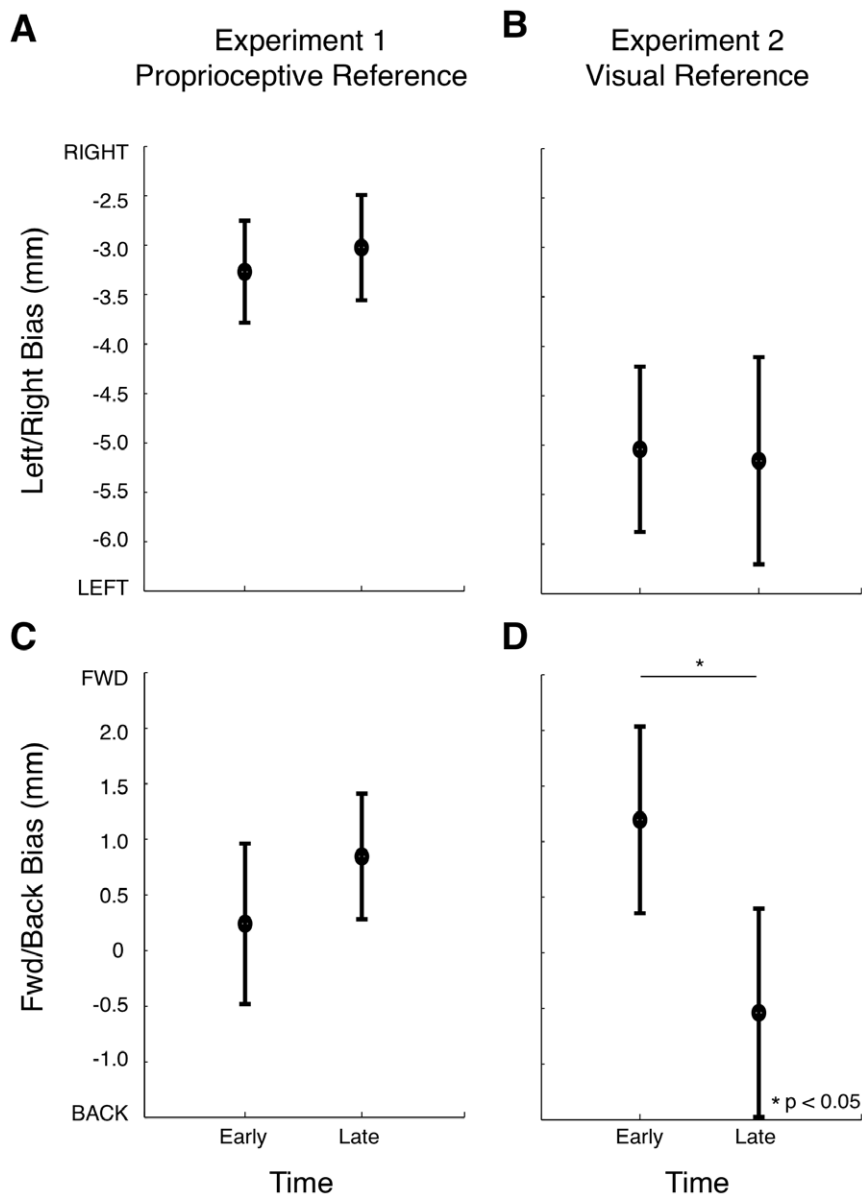 A
Experiment 1
Proprioceptive Reference
B
Experiment 2
Visual Reference
Left/Right Bias (mm)
RIGHT
-2.5
-3.0
-3.5
-4.0
-4.5
-5.0
-5.5
-6.0
LEFT
C
D
Fwd/Back Bias (mm)
FWD
2.0
1.5
1.0
0.5
0
-0.5
-1.0
BACK
*
* p < 0.05
Early Late
Time
Early Late
Time